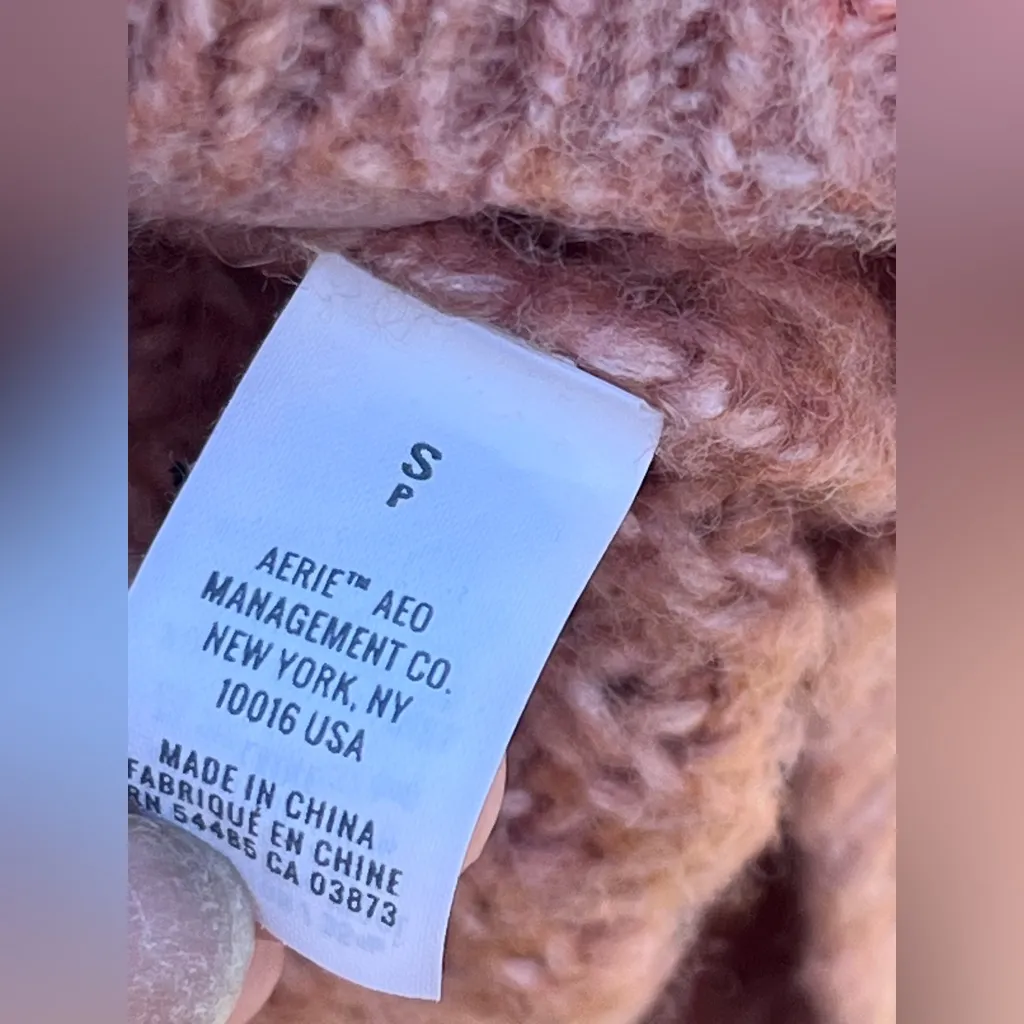 S
P
AERIE™ AEO
MANAGEMENT CO.
NEW YORK, NY
10016 USA
MADE IN CHINA
FABRIQUÉ EN CHINE
RN 54485 CA 03873